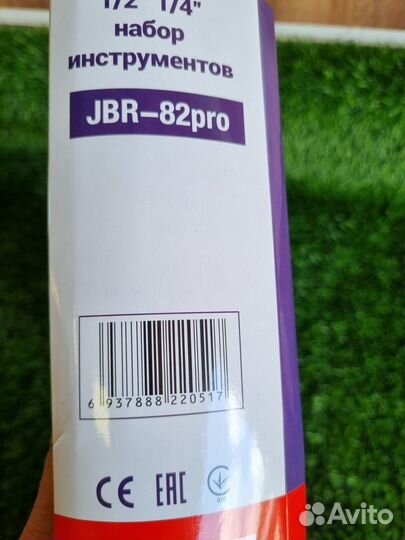 1/2" 1/4"
набор
инструментов
JBR-82pro
6 937888 220517
CE EAC
Avito